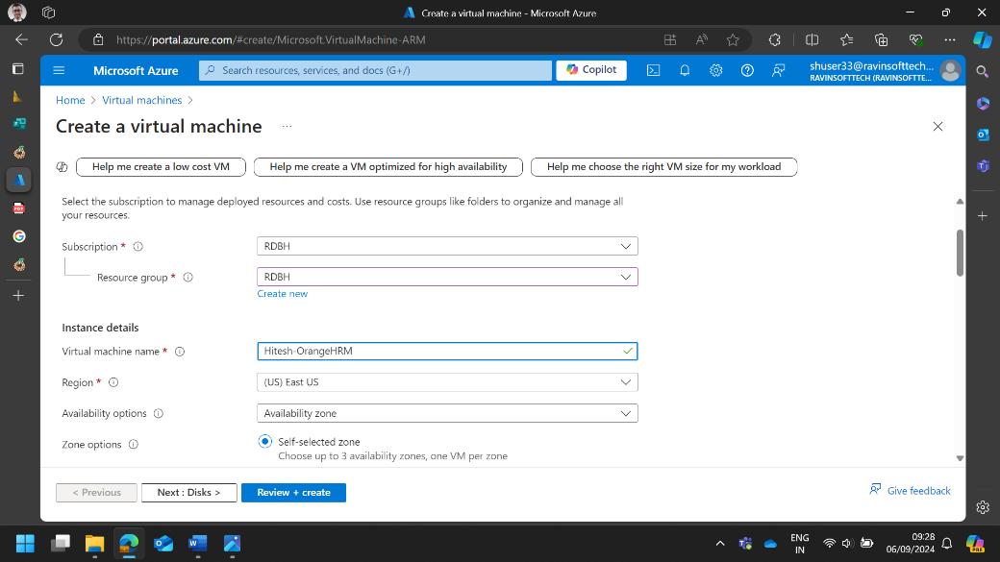 Create a virtual machine - Microsoft Azure
https://portal.azure.com/#create/Microsoft.VirtualMachine-ARM
Microsoft Azure
Search resources, services, and docs (G+/)
Copilot
shuser33@ravinsofttech...
RAVINSOFTTECH (RAVINSOFTTE...
Home > Virtual machines >
Create a virtual machine ...
Help me create a low cost VM
Help me create a VM optimized for high availability
Help me choose the right VM size for my workload
Select the subscription to manage deployed resources and costs. Use resource groups like folders to organize and manage all
your resources.
Subscription * RDBH
Resource group * RDBH
Create new
Instance details
Virtual machine name * Hitesh-OrangeHRM
Region * (US) East US
Availability options Availability zone
Zone options Self-selected zone
Choose up to 3 availability zones, one VM per zone
< Previous
Next : Disks >
Review + create
Give feedback
ENG
IN
09:28
06/09/2024